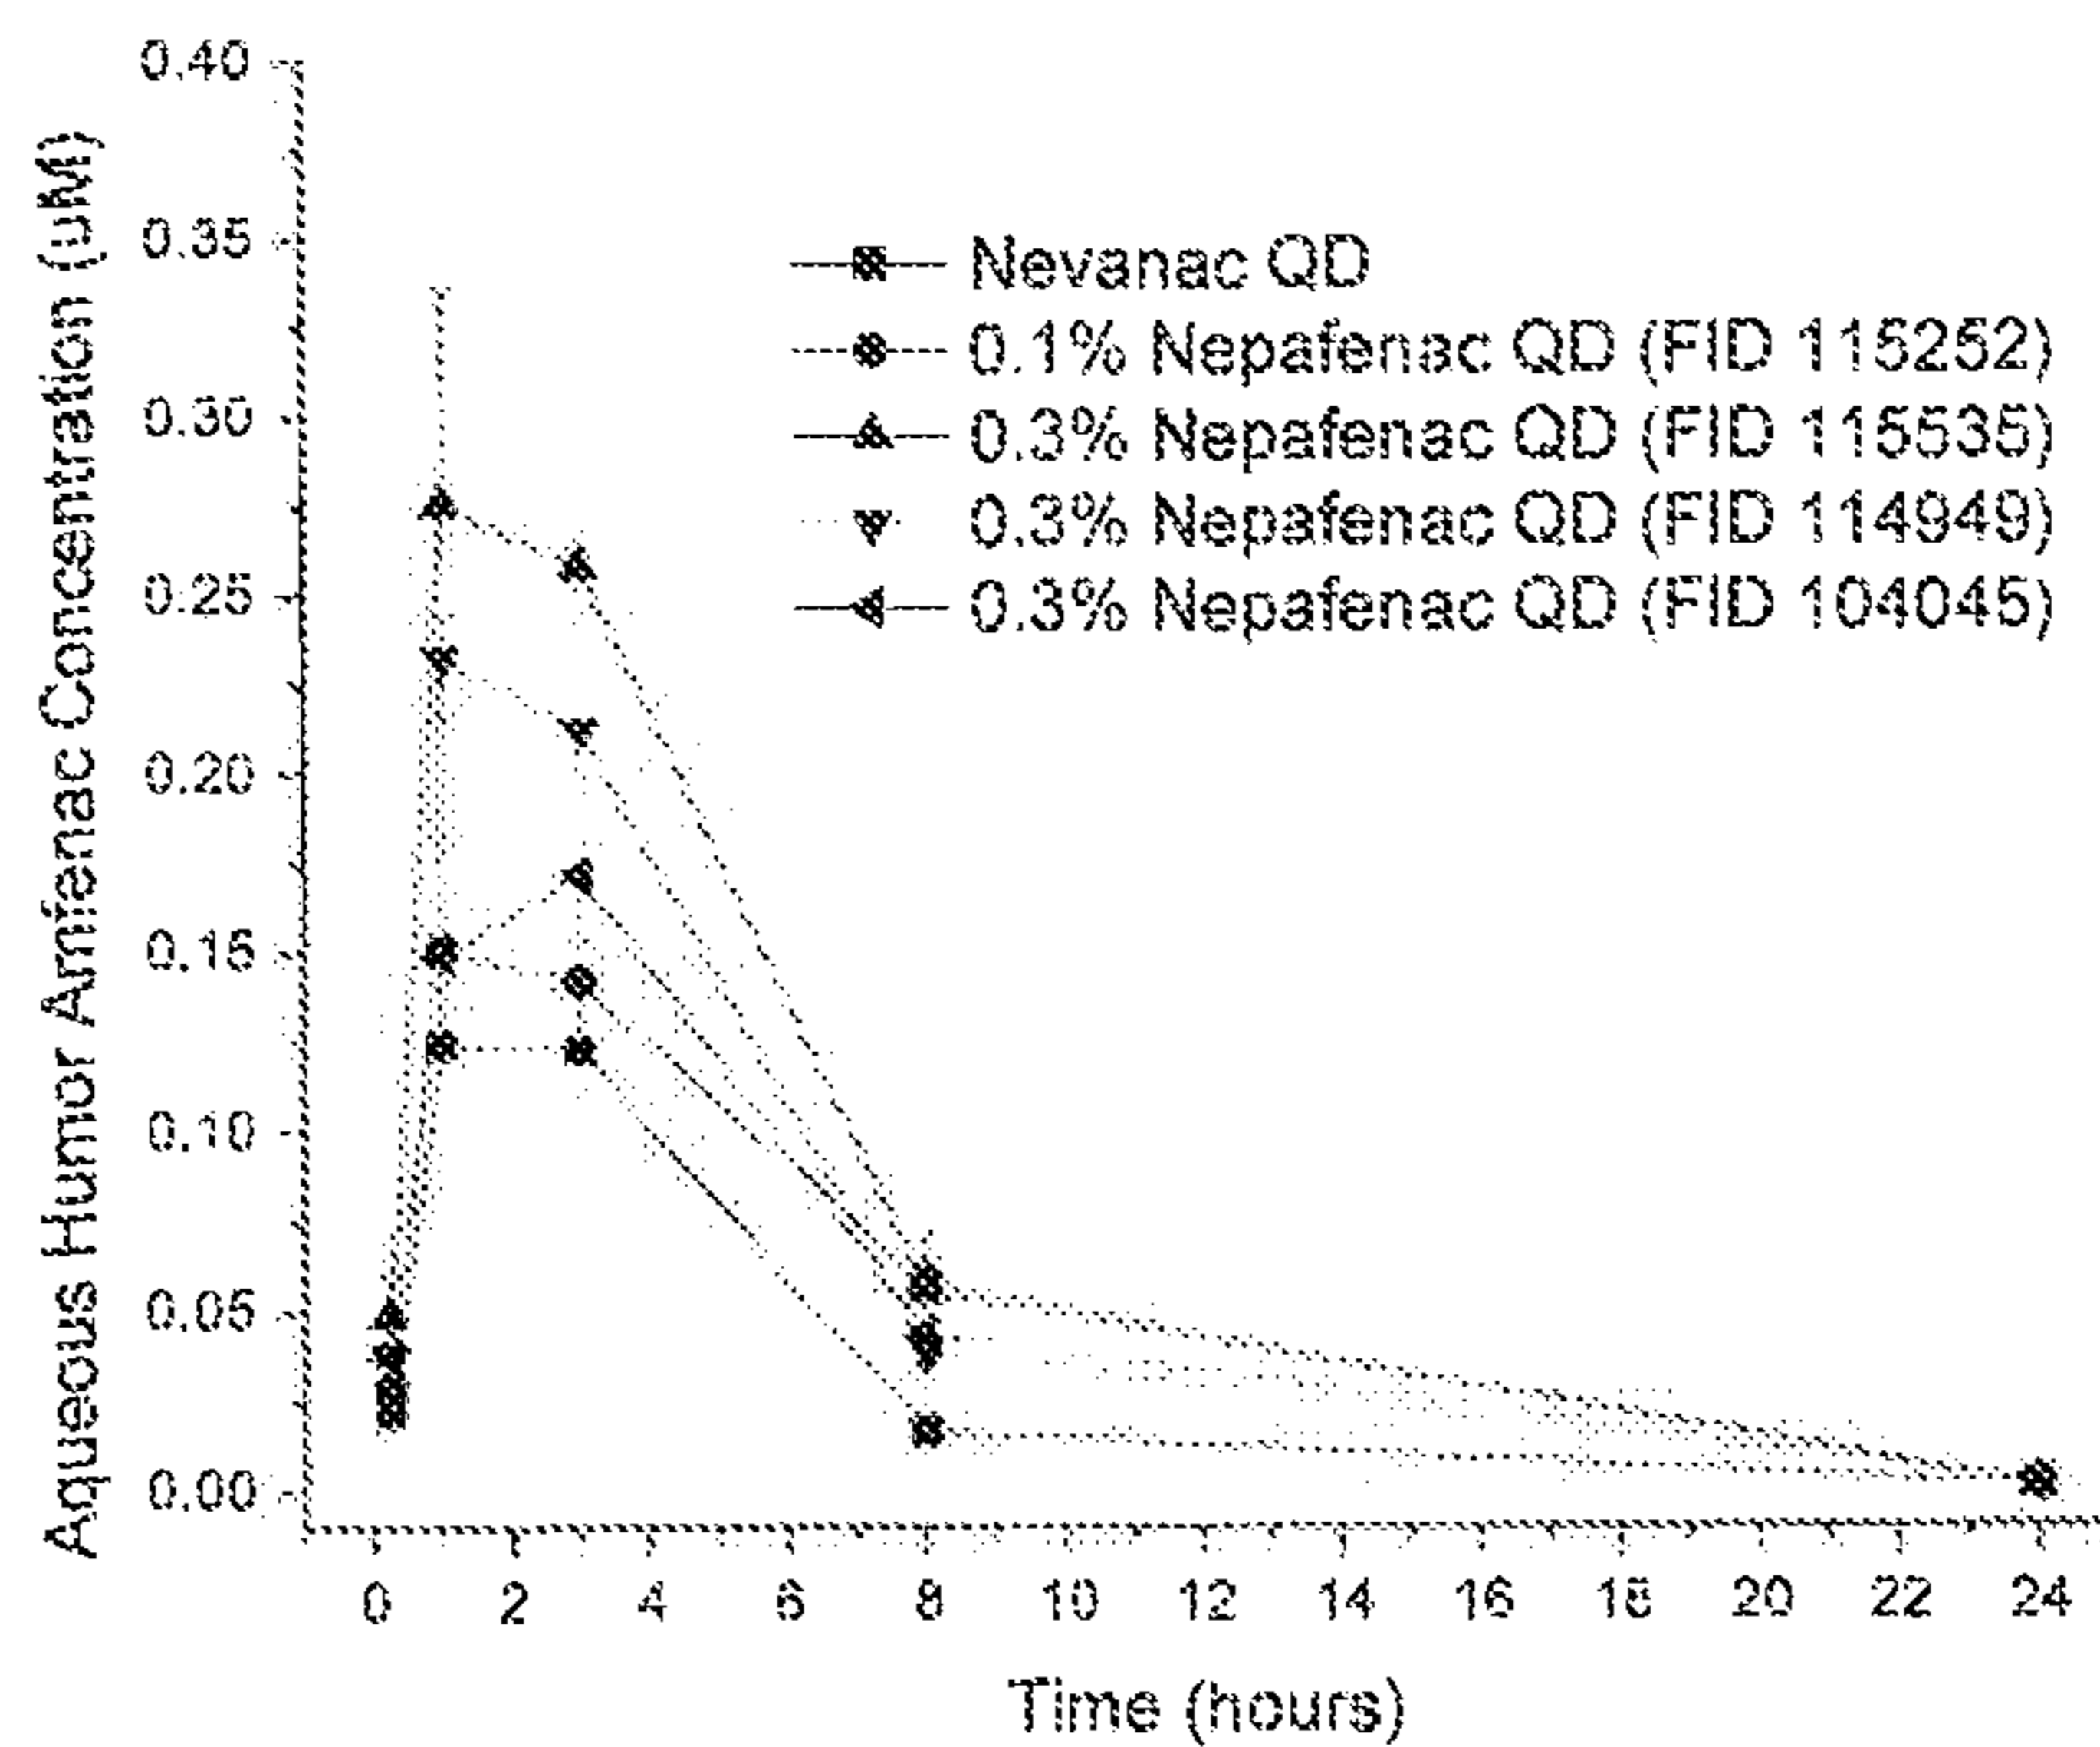 Aqueous Humor Amfenac Concentration (uM)
0.40
0.35
0.30
0.25
0.20
0.15
0.10
0.05
0.00
Nevanac QD
0.1% Nepafenac QD (FID 115252)
0.3% Nepafenac QD (FID 115535)
0.3% Nepafenac QD (FID 114949)
0.3% Nepafenac QD (FID 104045)
0 2 4 6 8 10 12 14 16 18 20 22 24
Time (hours)